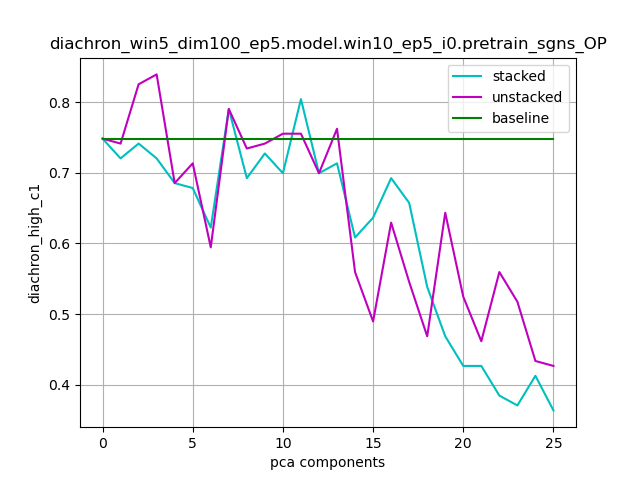 diachron_win5_dim100_ep5.model.win10_ep5_i0.pretrain_sgns_OP
stacked
unstacked
baseline
0.8
0.7
0.6
0.5
0.4
diachron_high_c1
0 5 10 15 20 25
pca components